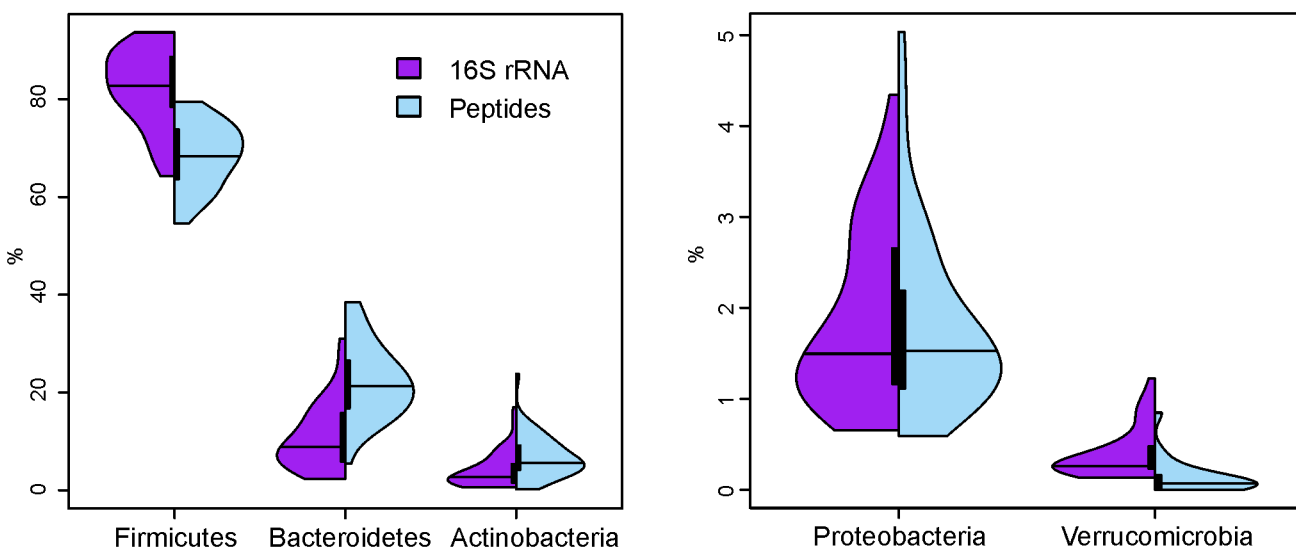 80
60
40
20
0
%
16S rRNA
Peptides
Firmicutes
Bacteroidetes
Actinobacteria
5
4
3
2
1
0
%
Proteobacteria
Verrucomicrobia